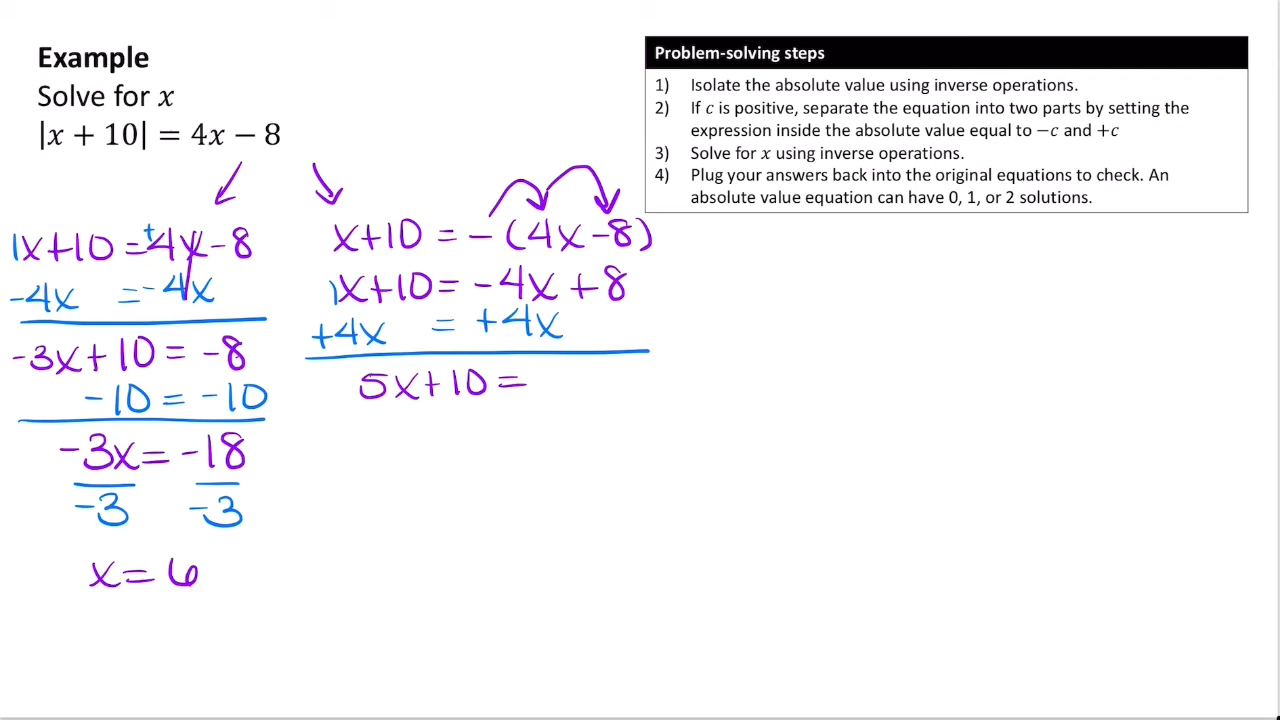 Example
Solve for x
|x + 10| = 4x − 8
Problem-solving steps
1) Isolate the absolute value using inverse operations.
2) If c is positive, separate the equation into two parts by setting the
expression inside the absolute value equal to −c and +c
3) Solve for x using inverse operations.
4) Plug your answers back into the original equations to check. An
absolute value equation can have 0, 1, or 2 solutions.
1x+10 = +4x - 8
-4x = -4x
-3x + 10 = -8
-10 = -10
-3x = -18
-3 -3
x = 6
x+10 = -(4x-8)
1x+10 = -4x + 8
+4x = +4x
5x+10 =